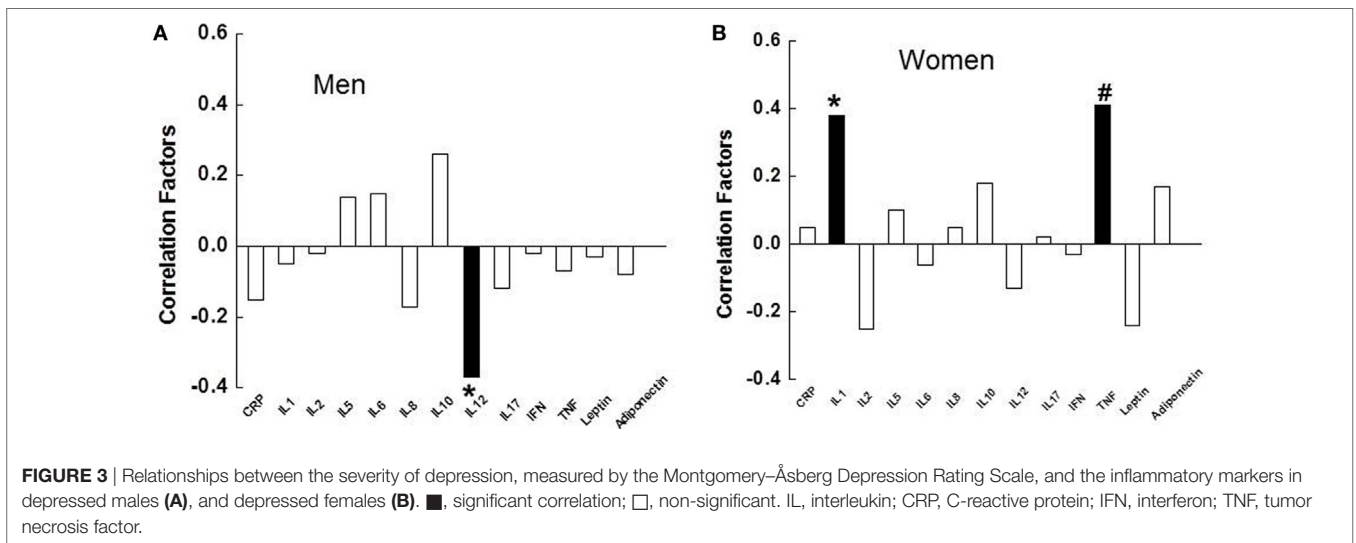 A
Men
Correlation Factors
0.6
0.4
0.2
0.0
-0.2
-0.4
*
CRP
IL1
IL2
IL5
IL6
IL8
IL10
IL12
IL17
IFN
TNF
Leptin
Adiponectin
B
Women
Correlation Factors
0.6
0.4
0.2
0.0
-0.2
-0.4
*
#
CRP
IL1
IL2
IL5
IL6
IL8
IL10
IL12
IL17
IFN
TNF
Leptin
Adiponectin
FIGURE 3 | Relationships between the severity of depression, measured by the Montgomery–Åsberg Depression Rating Scale, and the inflammatory markers in
depressed males (A), and depressed females (B). ■, significant correlation; □, non-significant. IL, interleukin; CRP, C-reactive protein; IFN, interferon; TNF, tumor
necrosis factor.